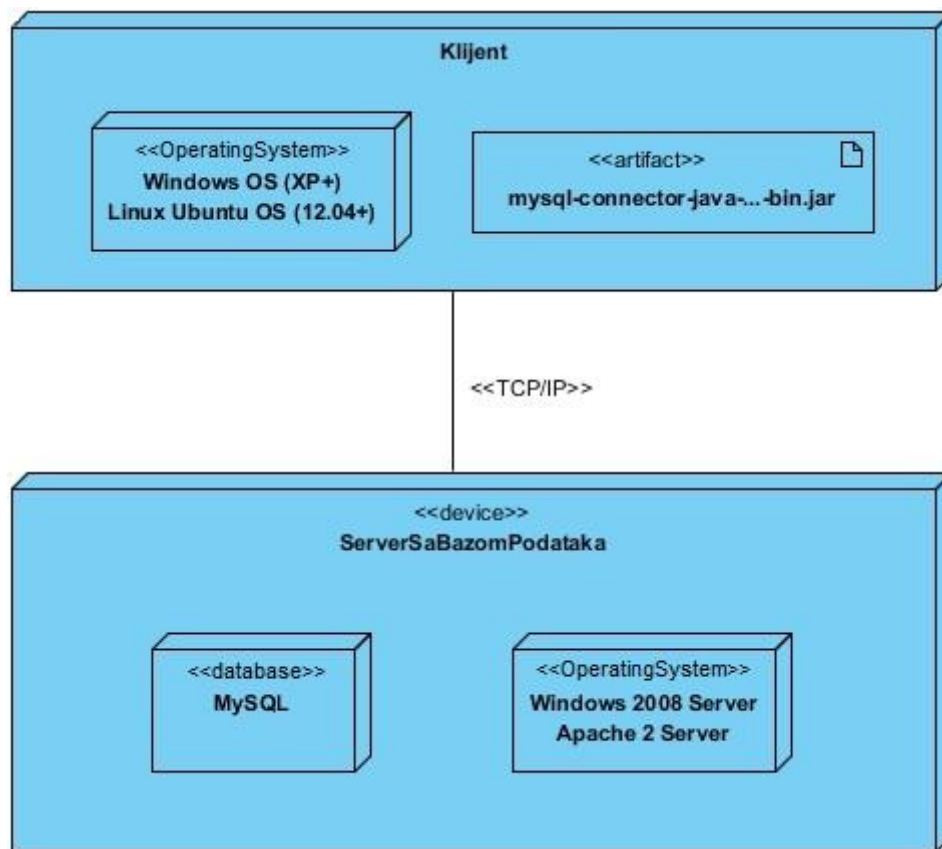 Klijent
<<OperatingSystem>>
Windows OS (XP+)
Linux Ubuntu OS (12.04+)
<<artifact>>
mysql-connector-java-...-bin.jar
<<TCP/IP>>
<<device>>
ServerSaBazomPodataka
<<database>>
MySQL
<<OperatingSystem>>
Windows 2008 Server
Apache 2 Server